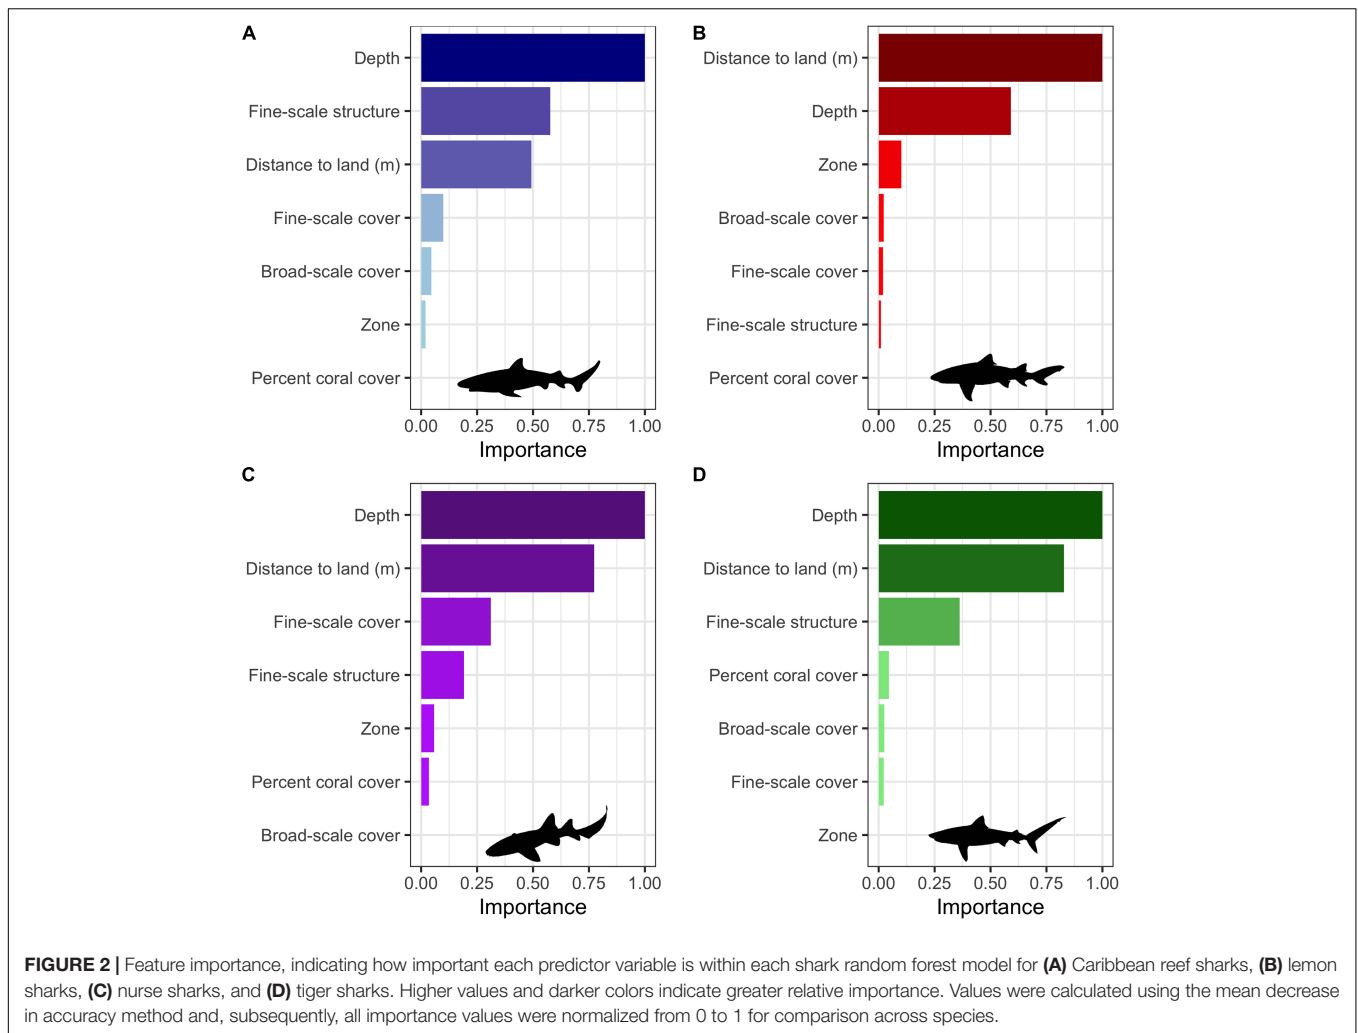 A
Depth
Fine-scale structure
Distance to land (m)
Fine-scale cover
Broad-scale cover
Zone
Percent coral cover
0.00 0.25 0.50 0.75 1.00
Importance
B
Distance to land (m)
Depth
Zone
Broad-scale cover
Fine-scale cover
Fine-scale structure
Percent coral cover
0.00 0.25 0.50 0.75 1.00
Importance
C
Depth
Distance to land (m)
Fine-scale cover
Fine-scale structure
Zone
Percent coral cover
Broad-scale cover
0.00 0.25 0.50 0.75 1.00
Importance
D
Depth
Distance to land (m)
Fine-scale structure
Percent coral cover
Broad-scale cover
Fine-scale cover
Zone
0.00 0.25 0.50 0.75 1.00
Importance
FIGURE 2 | Feature importance, indicating how important each predictor variable is within each shark random forest model for (A) Caribbean reef sharks, (B) lemon
sharks, (C) nurse sharks, and (D) tiger sharks. Higher values and darker colors indicate greater relative importance. Values were calculated using the mean decrease
in accuracy method and, subsequently, all importance values were normalized from 0 to 1 for comparison across species.